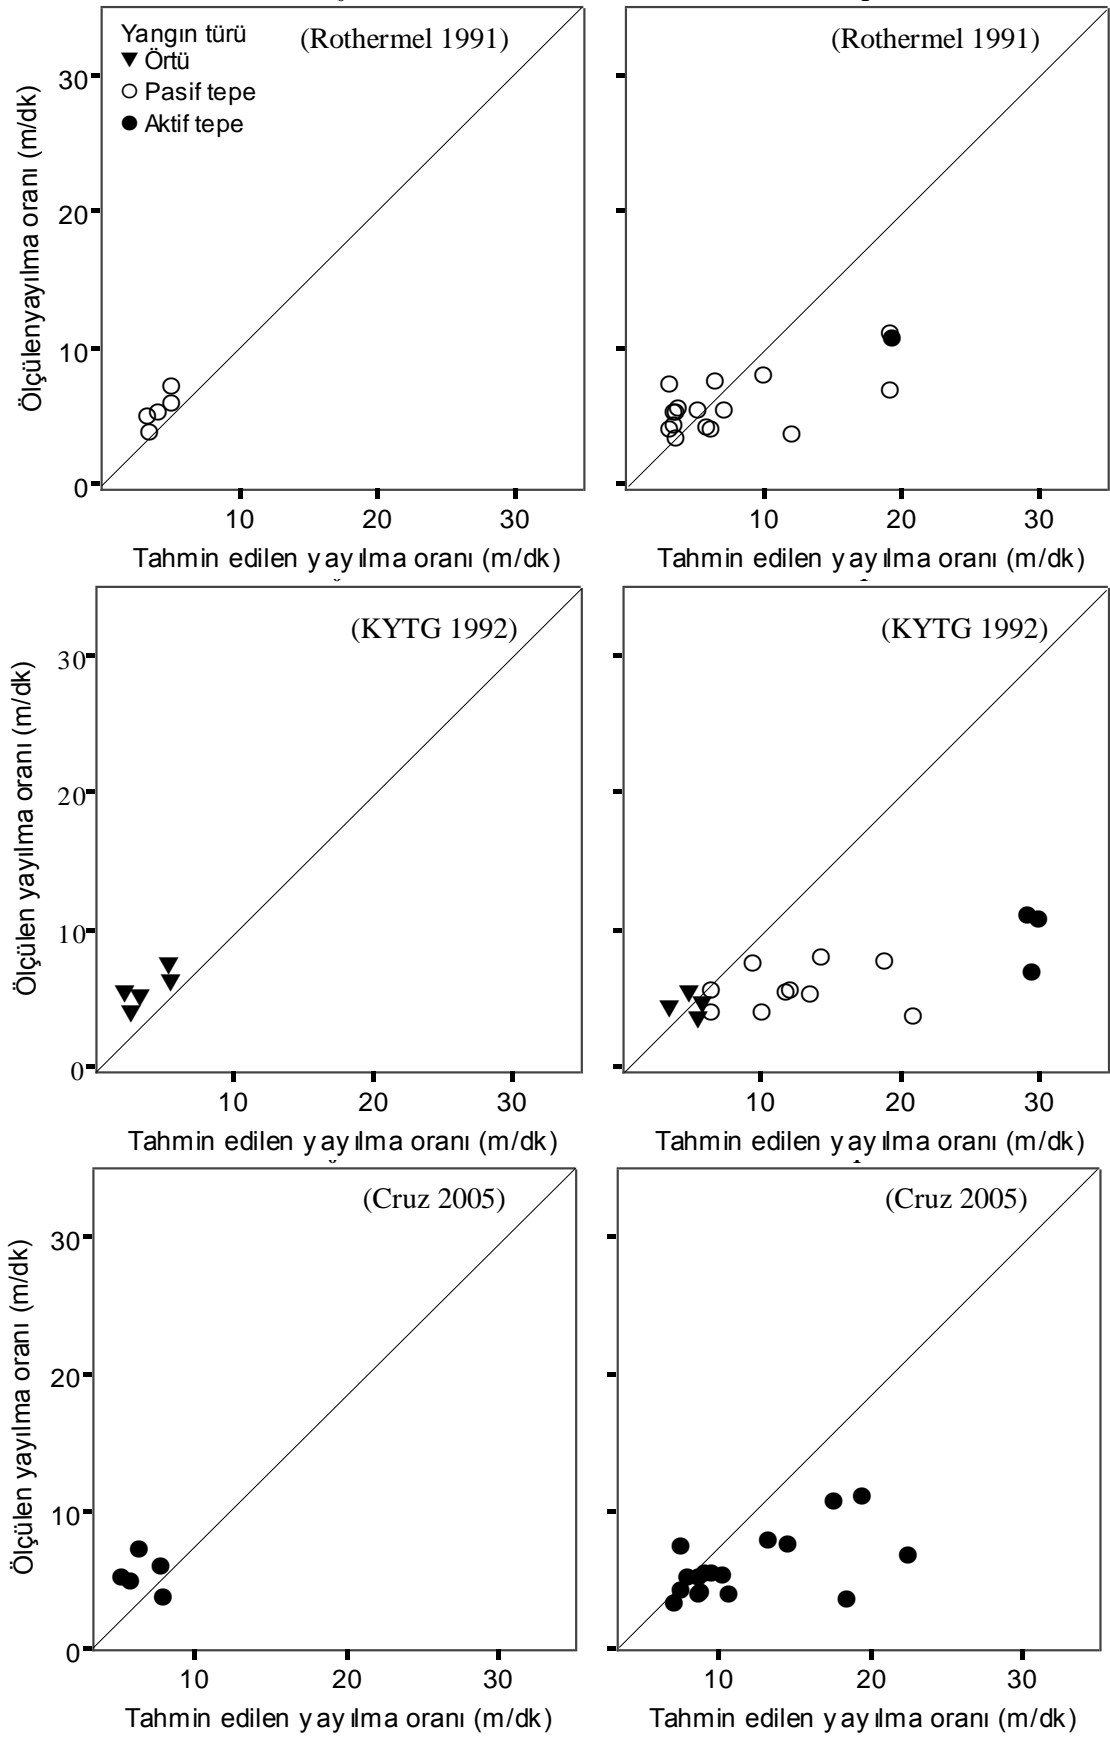 Yangın türü
Örtü
Pasif tepe
Aktif tepe
(Rothermel 1991)
Ölçülenyayılma oranı (m/dk)
30
20
10
0
10 20 30
Tahmin edilen yayılma oranı (m/dk)
(Rothermel 1991)
10 20 30
Tahmin edilen yayılma oranı (m/dk)
(KYTG 1992)
Ölçülen yayılma oranı (m/dk)
30
20
10
0
10 20 30
Tahmin edilen yayılma oranı (m/dk)
(KYTG 1992)
10 20 30
Tahmin edilen yayılma oranı (m/dk)
(Cruz 2005)
Ölçülen yayılma oranı (m/dk)
30
20
10
0
10 20 30
Tahmin edilen yayılma oranı (m/dk)
(Cruz 2005)
10 20 30
Tahmin edilen yayılma oranı (m/dk)